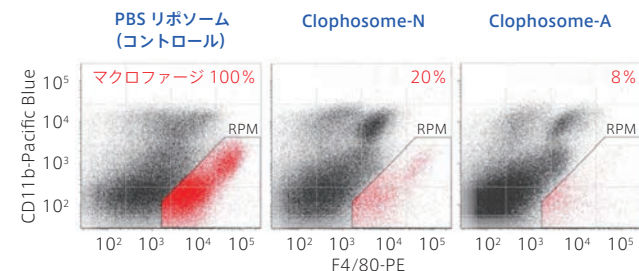 PBS リポソーム
（コントロール）
Clophosome-N
Clophosome-A
マクロファージ 100%
20%
8%
RPM
RPM
RPM
CD11b-Pacific Blue
10⁵
10⁴
10³
10²
10² 10³ 10⁴ 10⁵
10² 10³ 10⁴ 10⁵
10² 10³ 10⁴ 10⁵
F4/80-PE